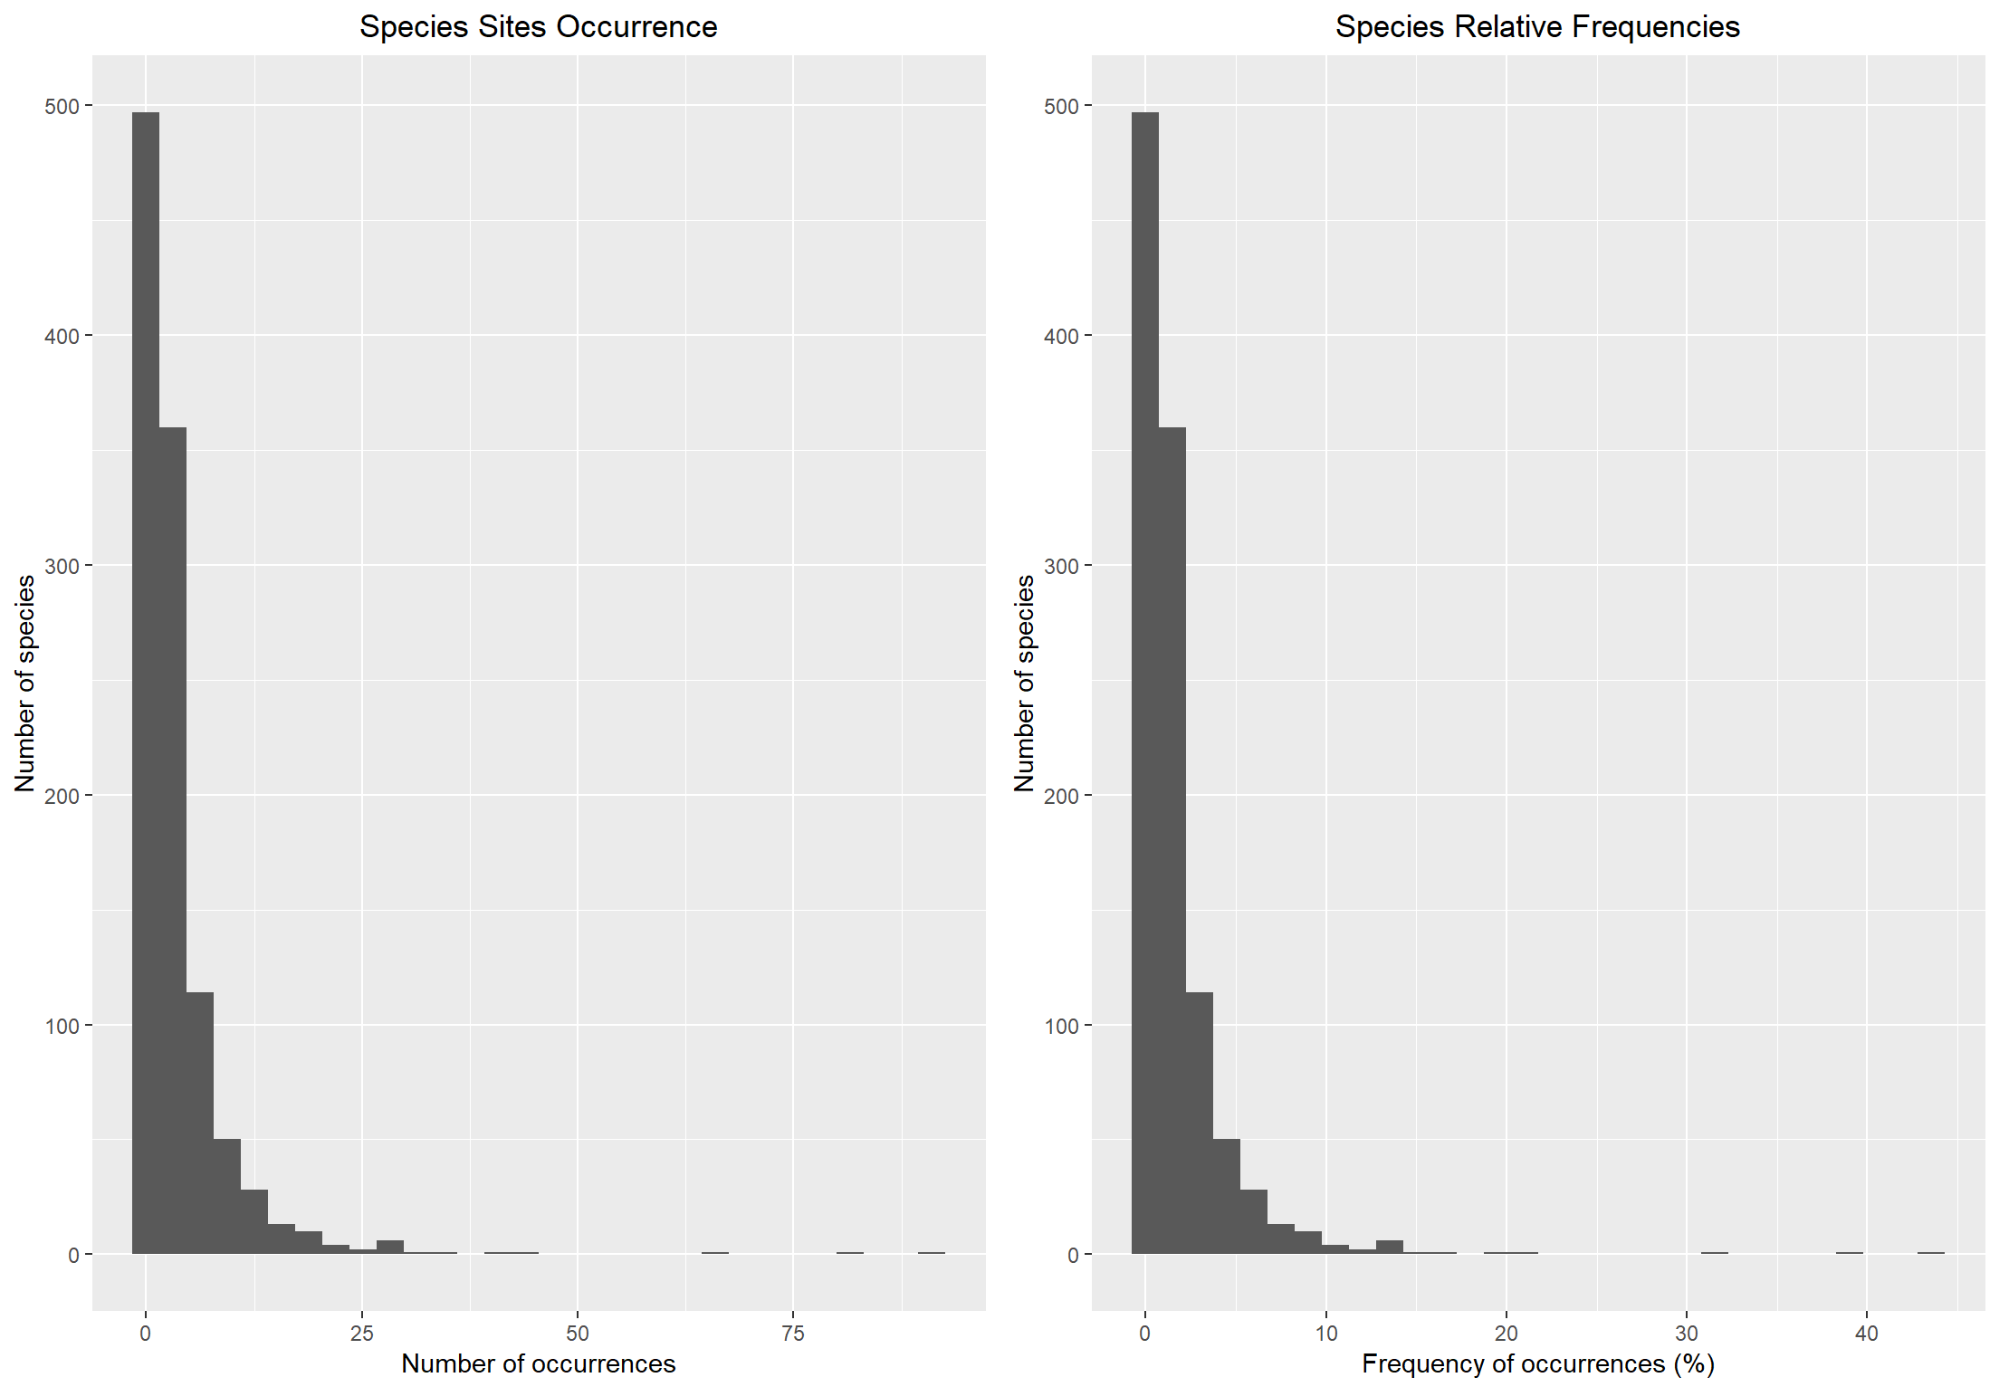 Species Sites Occurrence
Number of species
500
400
300
200
100
0
0 25 50 75
Number of occurrences
Species Relative Frequencies
Number of species
500
400
300
200
100
0
0 10 20 30 40
Frequency of occurrences (%)